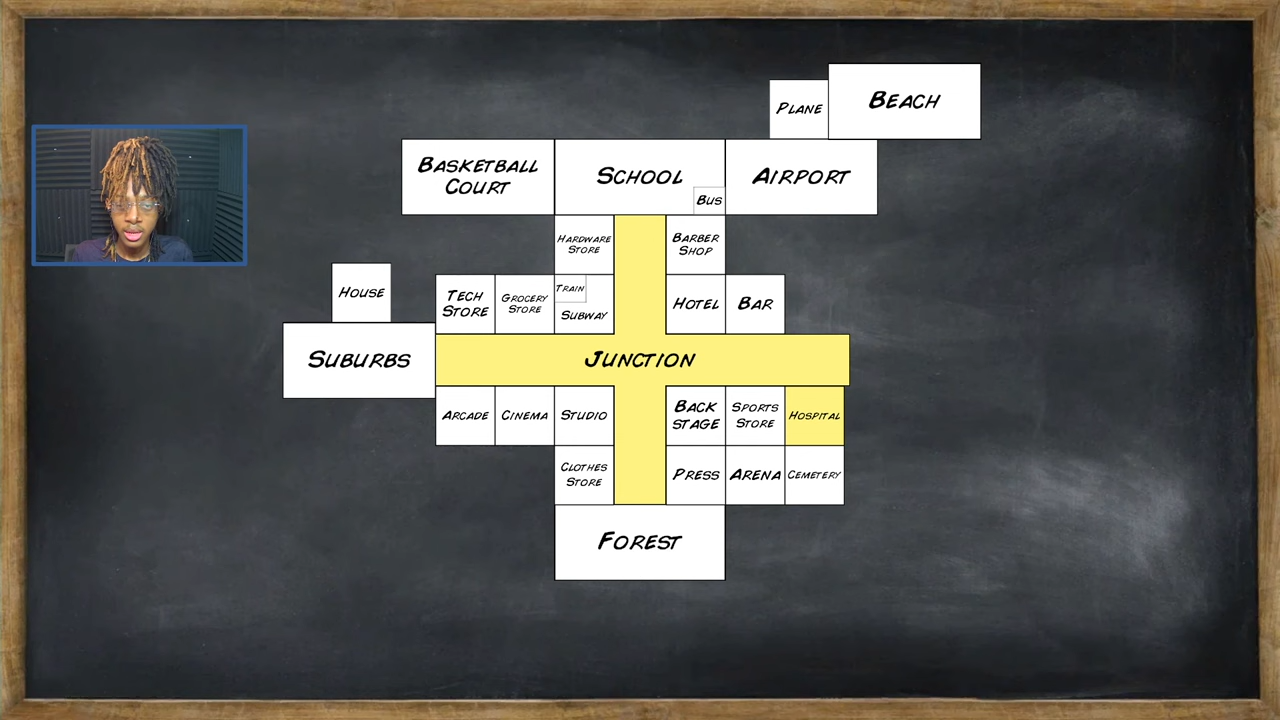 PLANE
BEACH
BASKETBALL
COURT
SCHOOL
BUS
AIRPORT
HARDWARE
STORE
BARBER
SHOP
HOUSE
TECH
STORE
GROCERY
STORE
TRAIN
SUBWAY
HOTEL
BAR
SUBURBS
JUNCTION
ARCADE
CINEMA
STUDIO
BACK
STAGE
SPORTS
STORE
HOSPITAL
CLOTHES
STORE
PRESS
ARENA
CEMETERY
FOREST